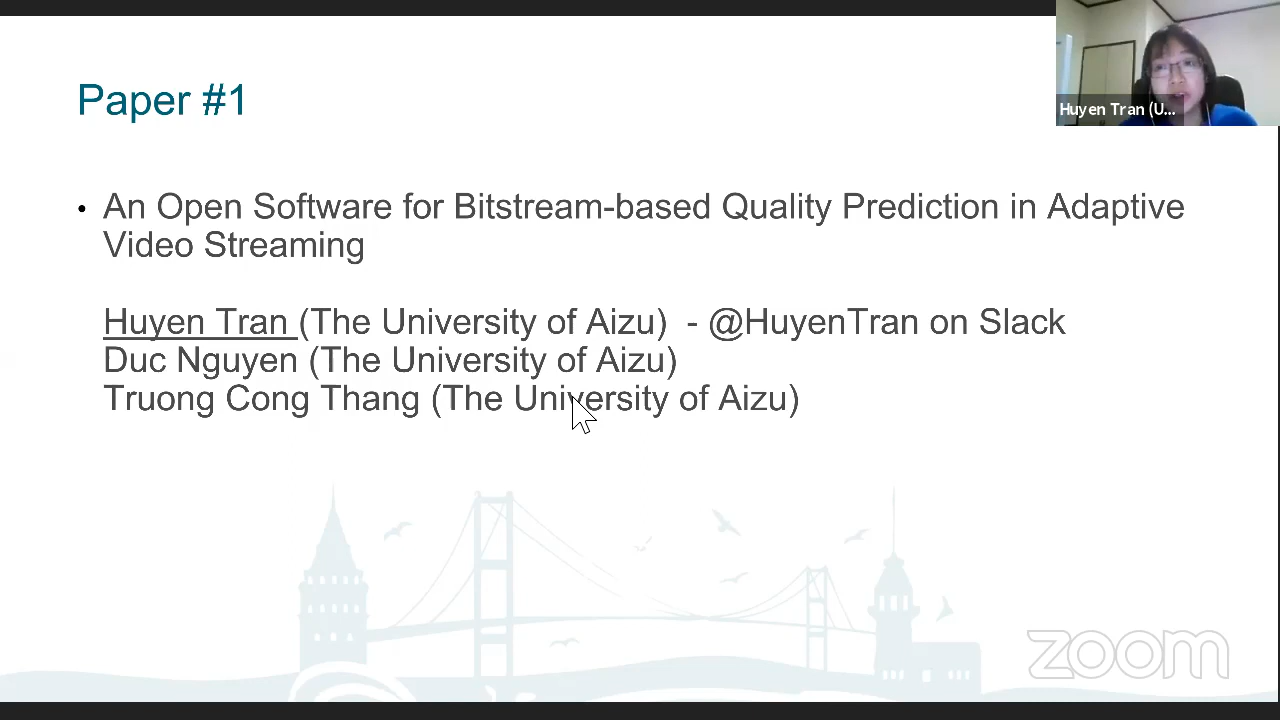 Paper #1
Huyen Tran (U...
• An Open Software for Bitstream-based Quality Prediction in Adaptive
Video Streaming
Huyen Tran (The University of Aizu) - @HuyenTran on Slack
Duc Nguyen (The University of Aizu)
Truong Cong Thang (The University of Aizu)
zoom